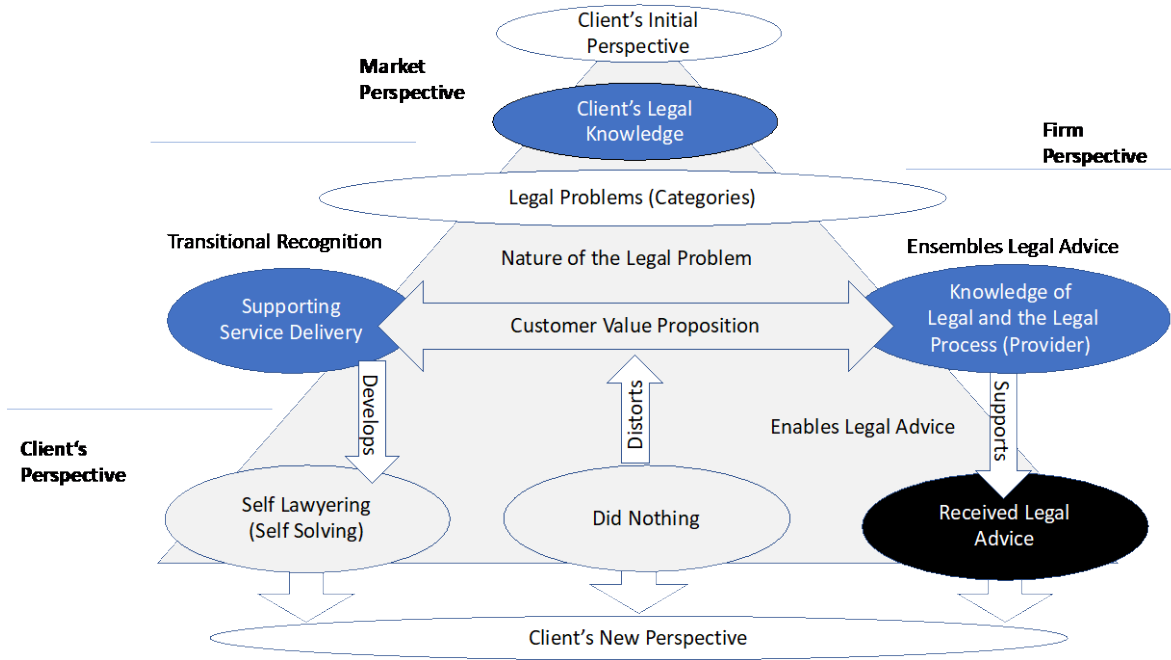 Client's Initial
Perspective
Market
Perspective
Client's Legal
Knowledge
Firm
Perspective
Legal Problems (Categories)
Transitional Recognition
Ensembles Legal Advice
Nature of the Legal Problem
Supporting
Service Delivery
Customer Value Proposition
Knowledge of
Legal and the Legal
Process (Provider)
Develops
Distorts
Supports
Enables Legal Advice
Client‘s
Perspective
Self Lawyering
(Self Solving)
Did Nothing
Received Legal
Advice
Client's New Perspective